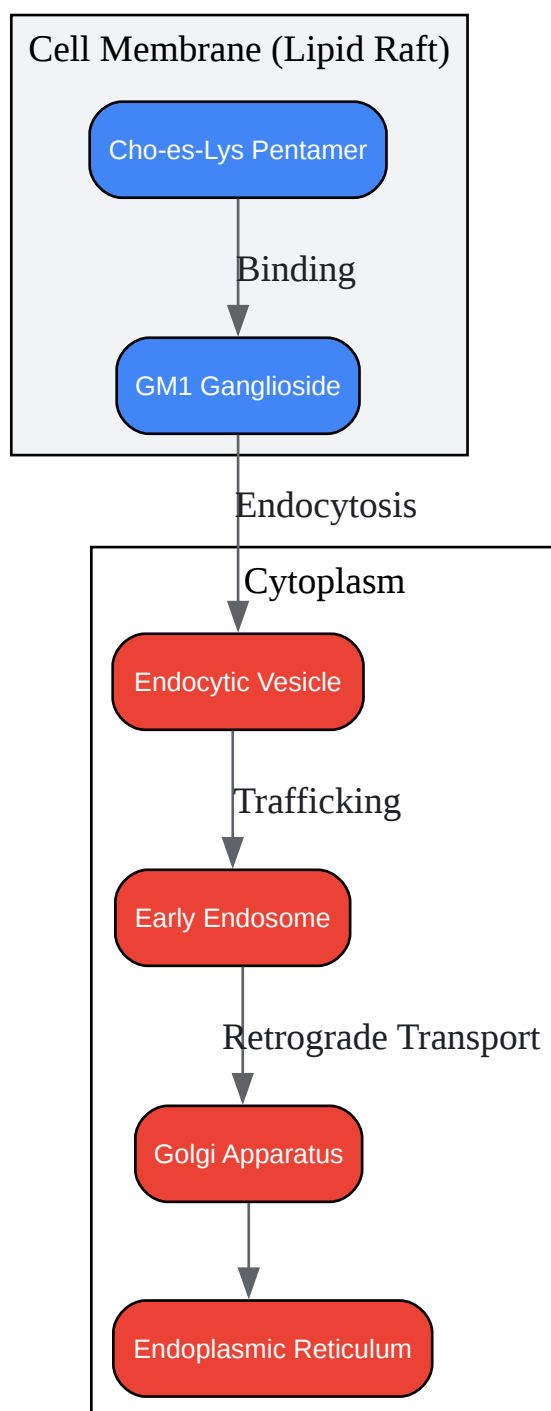 Cell Membrane (Lipid Raft)
Cho-es-Lys Pentamer
Binding
GM1 Ganglioside
Endocytosis
Cytoplasm
Endocytic Vesicle
Trafficking
Early Endosome
Retrograde Transport
Golgi Apparatus
Endoplasmic Reticulum